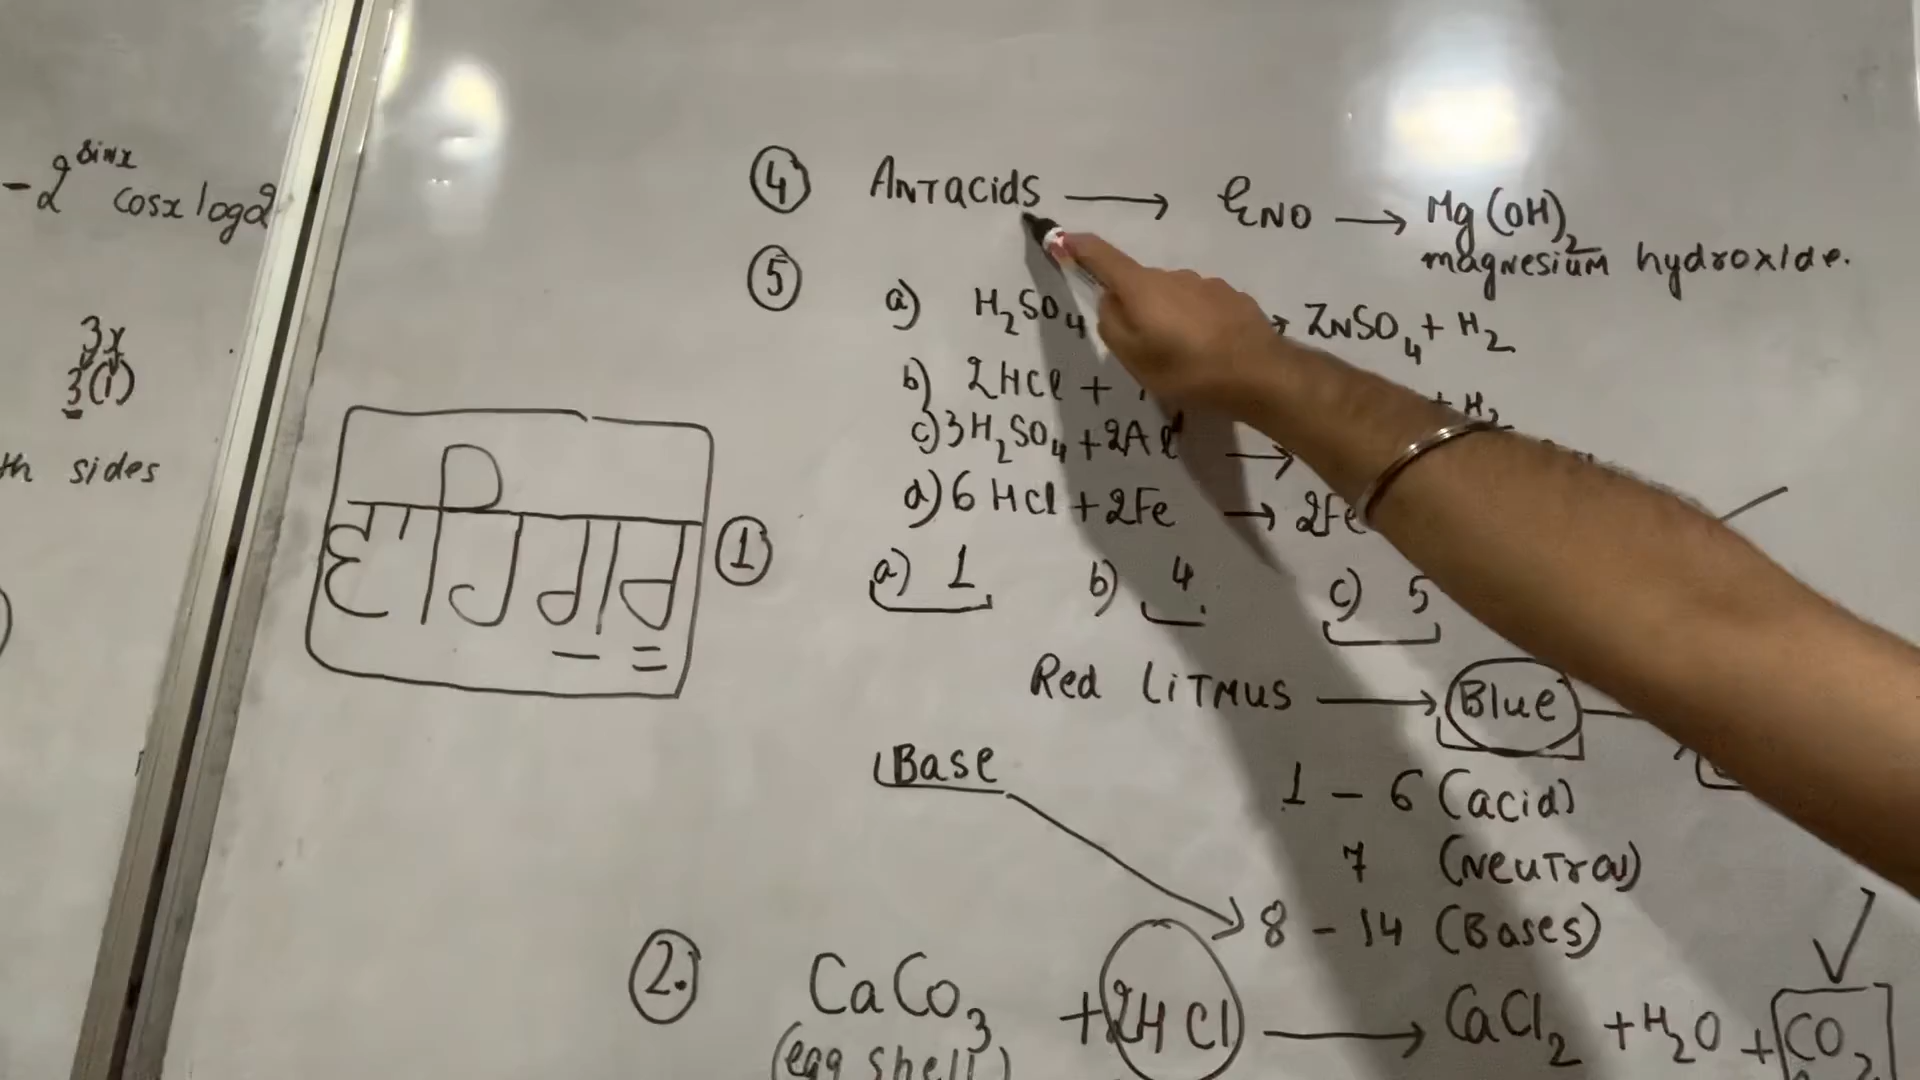 -2^sinx cosx log2
3x
3(1)
th sides
④ Antacids → ENO → Mg(OH)₂
magnesium hydroxide.
⑤
a) H₂SO₄ → ZnSO₄ + H₂
b) 2HCl + + H₂
c) 3H₂SO₄ + 2Al →
d) 6HCl + 2Fe → 2Fe
①
a) 1 b) 4 c) 5
Red Litmus → Blue
Base
1 - 6 (acid)
7 (Neutral)
8 - 14 (Bases)
2. CaCo₃ + 2HCl → CaCl₂ + H₂O + CO₂
(egg shell)